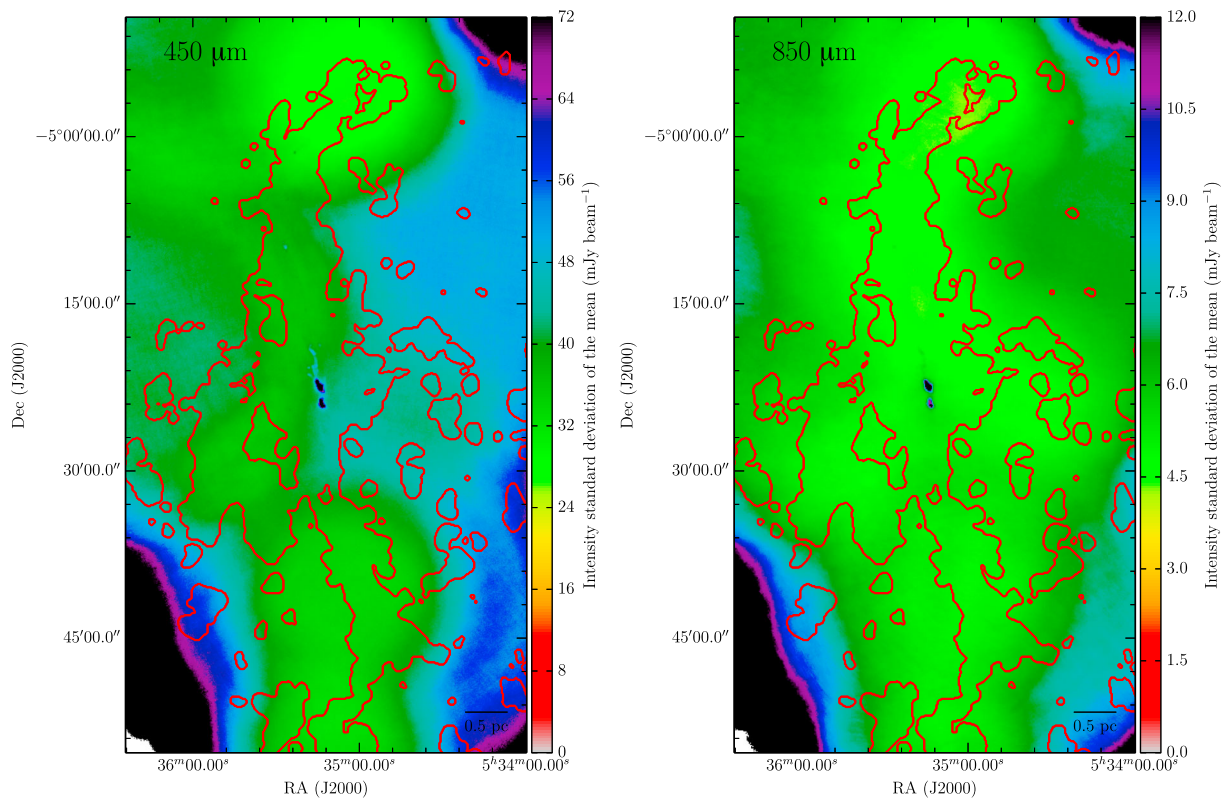 450 μm
−5°00′00.0″
15′00.0″
30′00.0″
45′00.0″
Dec (J2000)
36ᵐ00.00ˢ
35ᵐ00.00ˢ
5ʰ34ᵐ00.00ˢ
RA (J2000)
0.5 pc
72
64
56
48
40
32
24
16
8
0
Intensity standard deviation of the mean (mJy beam⁻¹)
850 μm
−5°00′00.0″
15′00.0″
30′00.0″
45′00.0″
Dec (J2000)
36ᵐ00.00ˢ
35ᵐ00.00ˢ
5ʰ34ᵐ00.00ˢ
RA (J2000)
0.5 pc
12.0
10.5
9.0
7.5
6.0
4.5
3.0
1.5
0.0
Intensity standard deviation of the mean (mJy beam⁻¹)